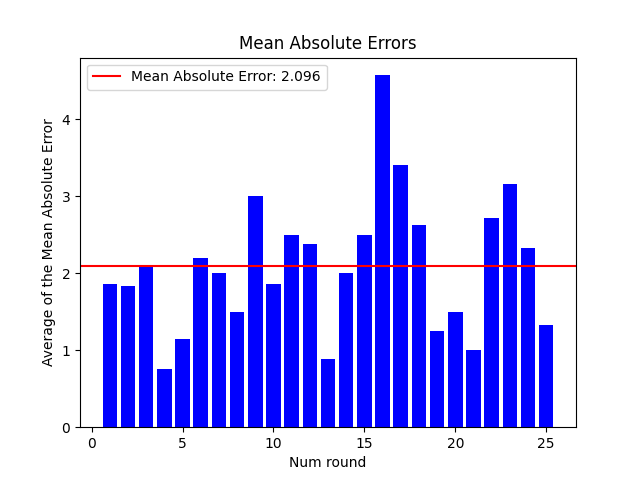 Mean Absolute Errors
Mean Absolute Error: 2.096
Average of the Mean Absolute Error
4
3
2
1
0
0 5 10 15 20 25
Num round